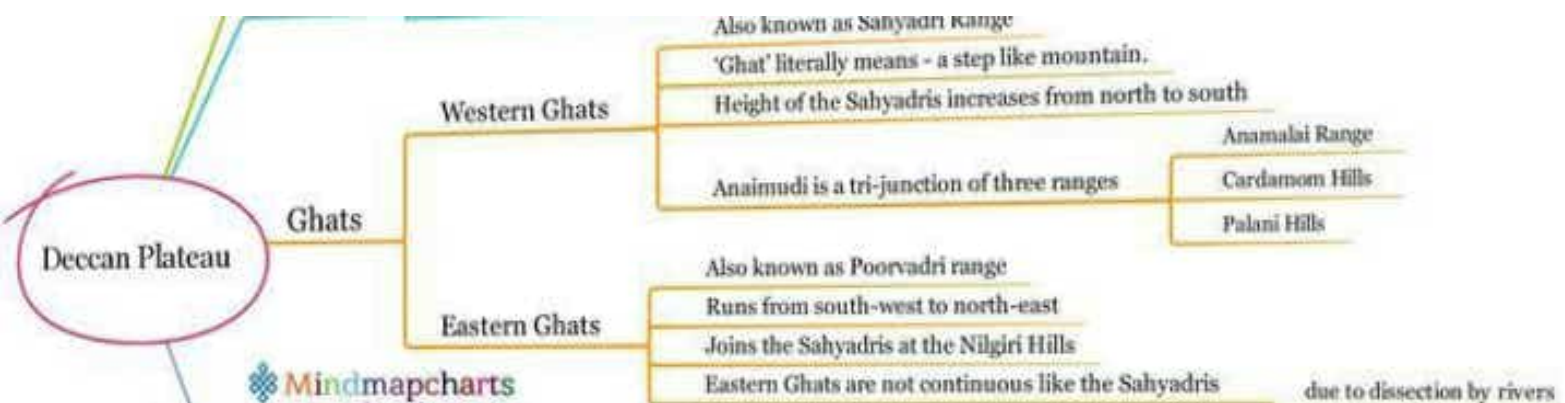 Also known as Sahyadri Range
'Ghat' literally means - a step like mountain.
Western Ghats
Height of the Sahyadris increases from north to south
Anamalai Range
Anaimudi is a tri-junction of three ranges
Cardamom Hills
Palani Hills
Ghats
Deccan Plateau
Also known as Poorvadri range
Runs from south-west to north-east
Eastern Ghats
Joins the Sahyadris at the Nilgiri Hills
Eastern Ghats are not continuous like the Sahyadris
due to dissection by rivers
Mindmapcharts